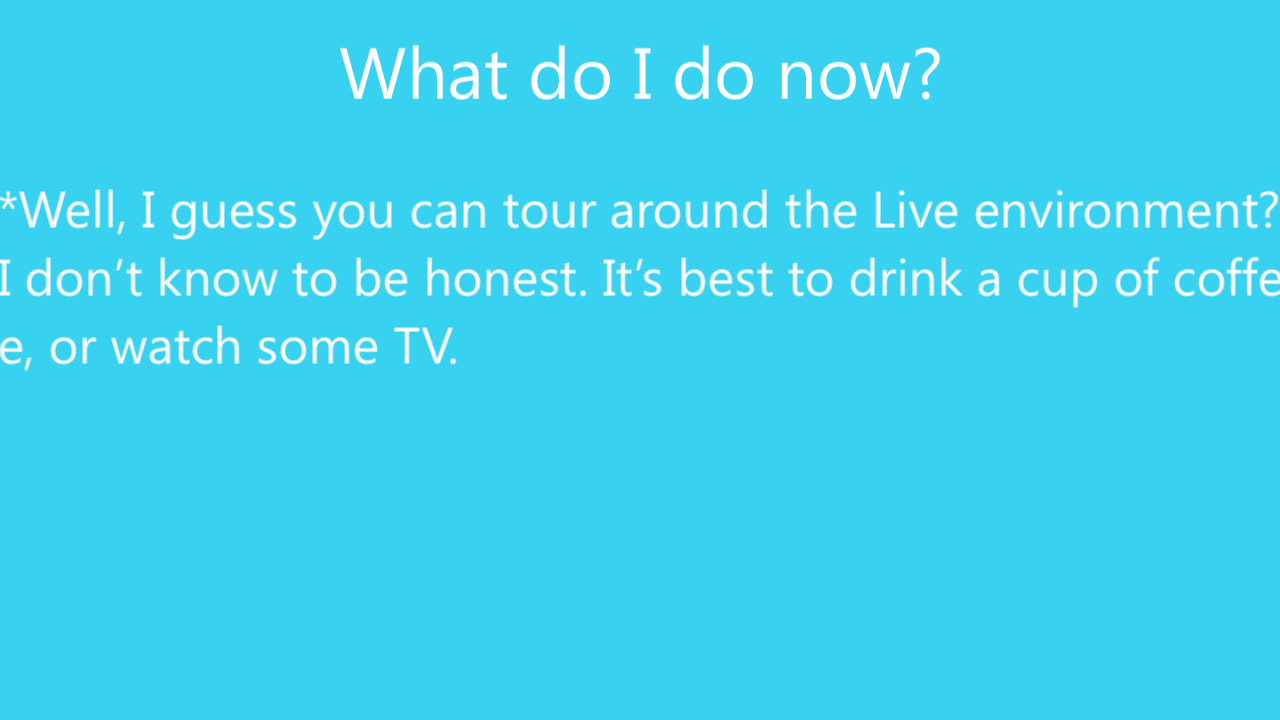 What do I do now?
*Well, I guess you can tour around the Live environment?
I don’t know to be honest. It’s best to drink a cup of coffe
e, or watch some TV.